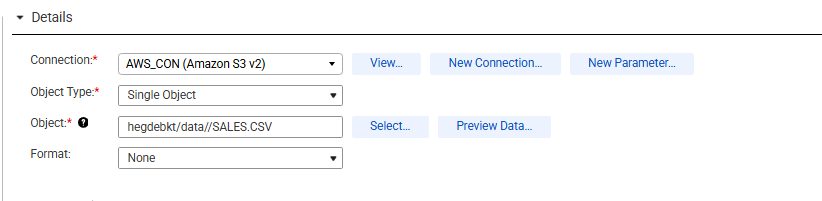 Details
Connection:* AWS_CON (Amazon S3 v2) View... New Connection... New Parameter...
Object Type:* Single Object
Object:* ? hegdebkt/data//SALES.CSV Select... Preview Data...
Format: None